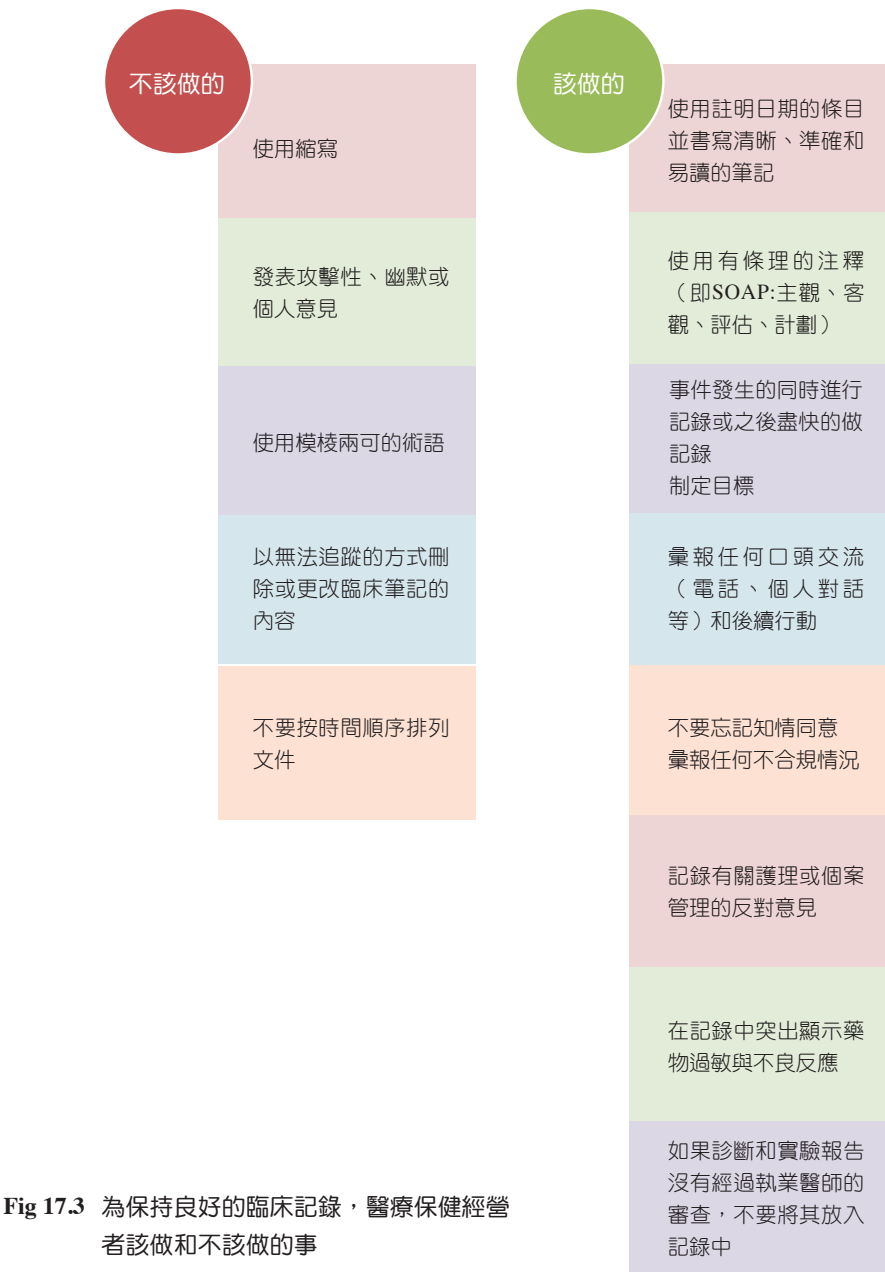 不該做的
使用縮寫
發表攻擊性、幽默或
個人意見
使用模棱兩可的術語
以無法追蹤的方式刪
除或更改臨床筆記的
內容
不要按時間順序排列
文件
該做的
使用註明日期的條目
並書寫清晰、準確和
易讀的筆記
使用有條理的注釋
（即SOAP:主觀、客
觀、評估、計劃）
事件發生的同時進行
記錄或之後盡快的做
記錄
制定目標
彙報任何口頭交流
（電話、個人對話
等）和後續行動
不要忘記知情同意
彙報任何不合規情況
記錄有關護理或個案
管理的反對意見
在記錄中突出顯示藥
物過敏與不良反應
如果診斷和實驗報告
沒有經過執業醫師的
審查，不要將其放入
記錄中
Fig 17.3 為保持良好的臨床記錄，醫療保健經營
者該做和不該做的事